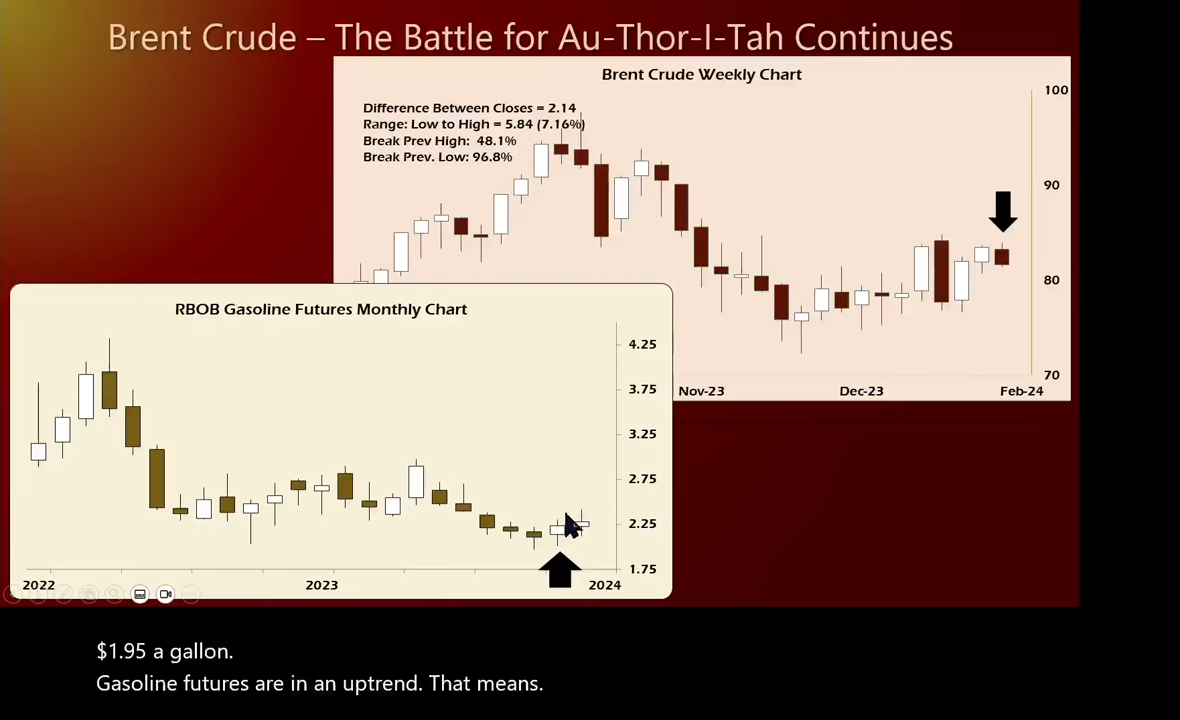 Brent Crude – The Battle for Au-Thor-I-Tah Continues
Brent Crude Weekly Chart
Difference Between Closes = 2.14
Range: Low to High = 5.84 (7.16%)
Break Prev High: 48.1%
Break Prev. Low: 96.8%
100
90
80
70
Nov-23
Dec-23
Feb-24
RBOB Gasoline Futures Monthly Chart
4.25
3.75
3.25
2.75
2.25
1.75
2022
2023
2024
$1.95 a gallon.
Gasoline futures are in an uptrend. That means.